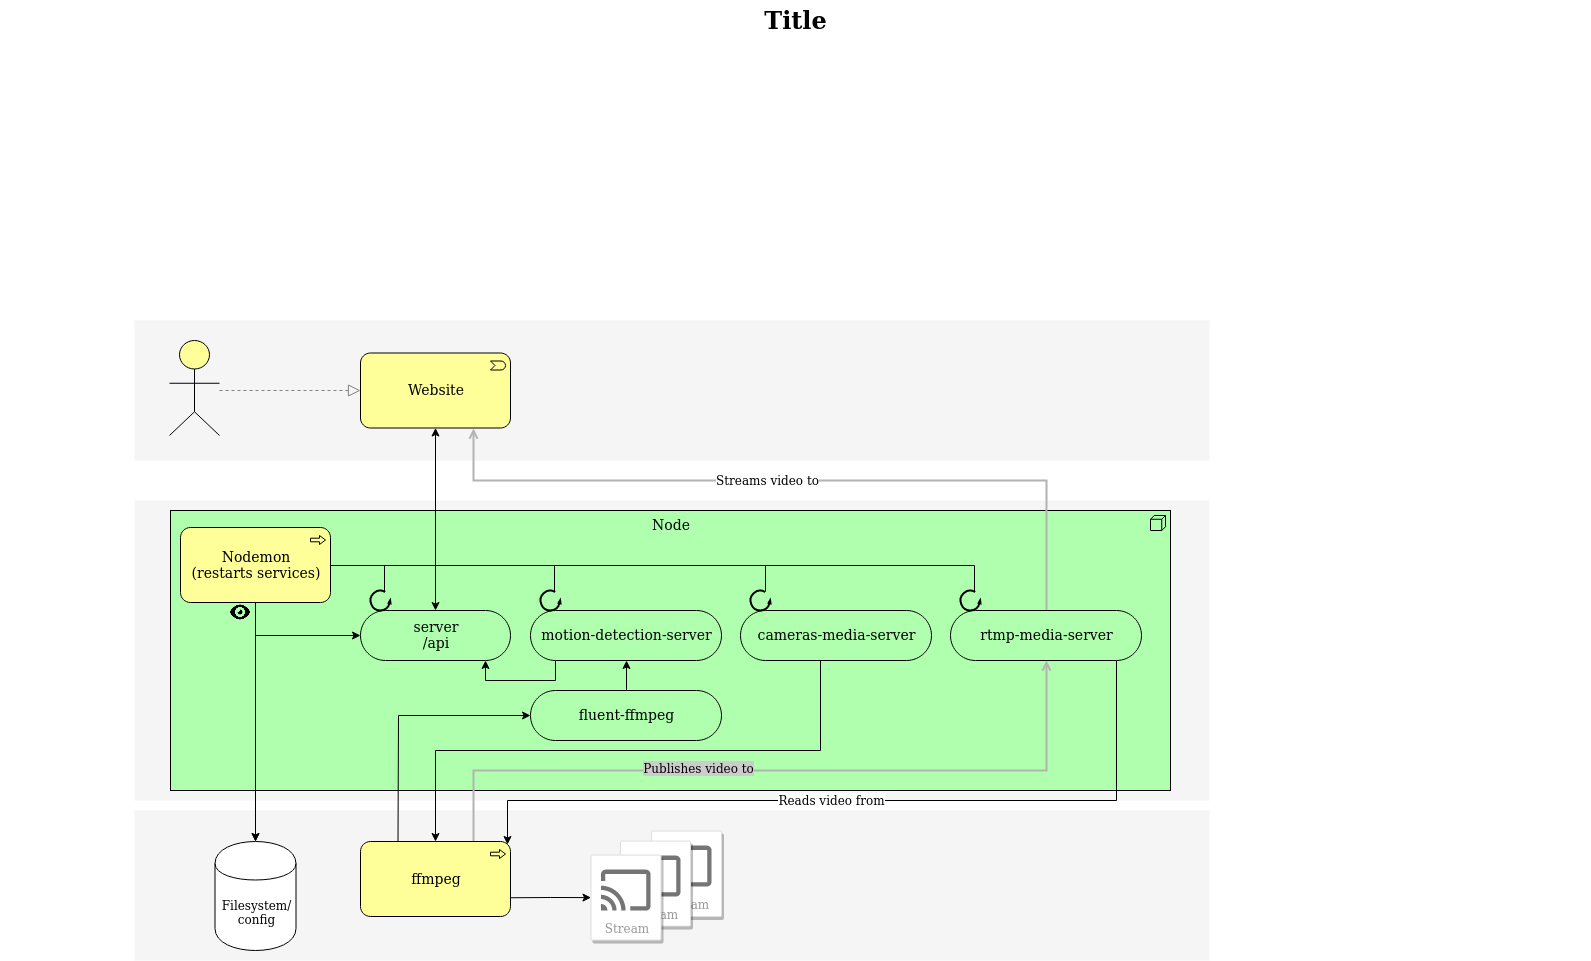 Title
Website
Streams video to
Node
Nodemon
(restarts services)
server
/api
motion-detection-server
cameras-media-server
rtmp-media-server
fluent-ffmpeg
Publishes video to
Reads video from
Filesystem/
config
ffmpeg
Stream
am
am